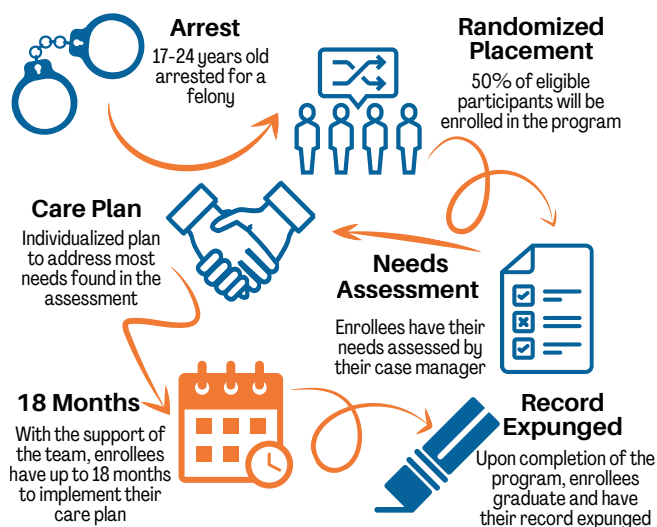 Arrest
17-24 years old
arrested for a
felony
Randomized
Placement
50% of eligible
participants will be
enrolled in the program
Needs
Assessment
Enrollees have their
needs assessed by
their case manager
Care Plan
Individualized plan
to address most
needs found in the
assessment
18 Months
With the support of
the team, enrollees
have up to 18 months
to implement their
care plan
Record
Expunged
Upon completion of the
program, enrollees
graduate and have
their record expunged